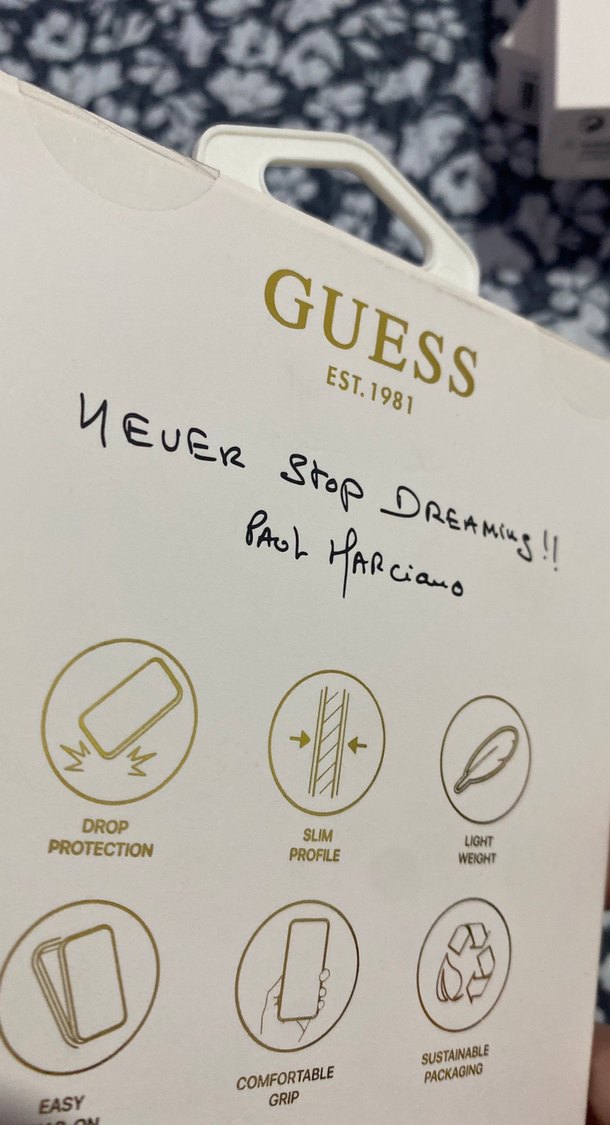 GUESS
EST.1981
NEVER Stop DREAMING!!
PAUL MARCIANO
DROP
PROTECTION
SLIM
PROFILE
LIGHT
WEIGHT
EASY
COMFORTABLE
GRIP
SUSTAINABLE
PACKAGING